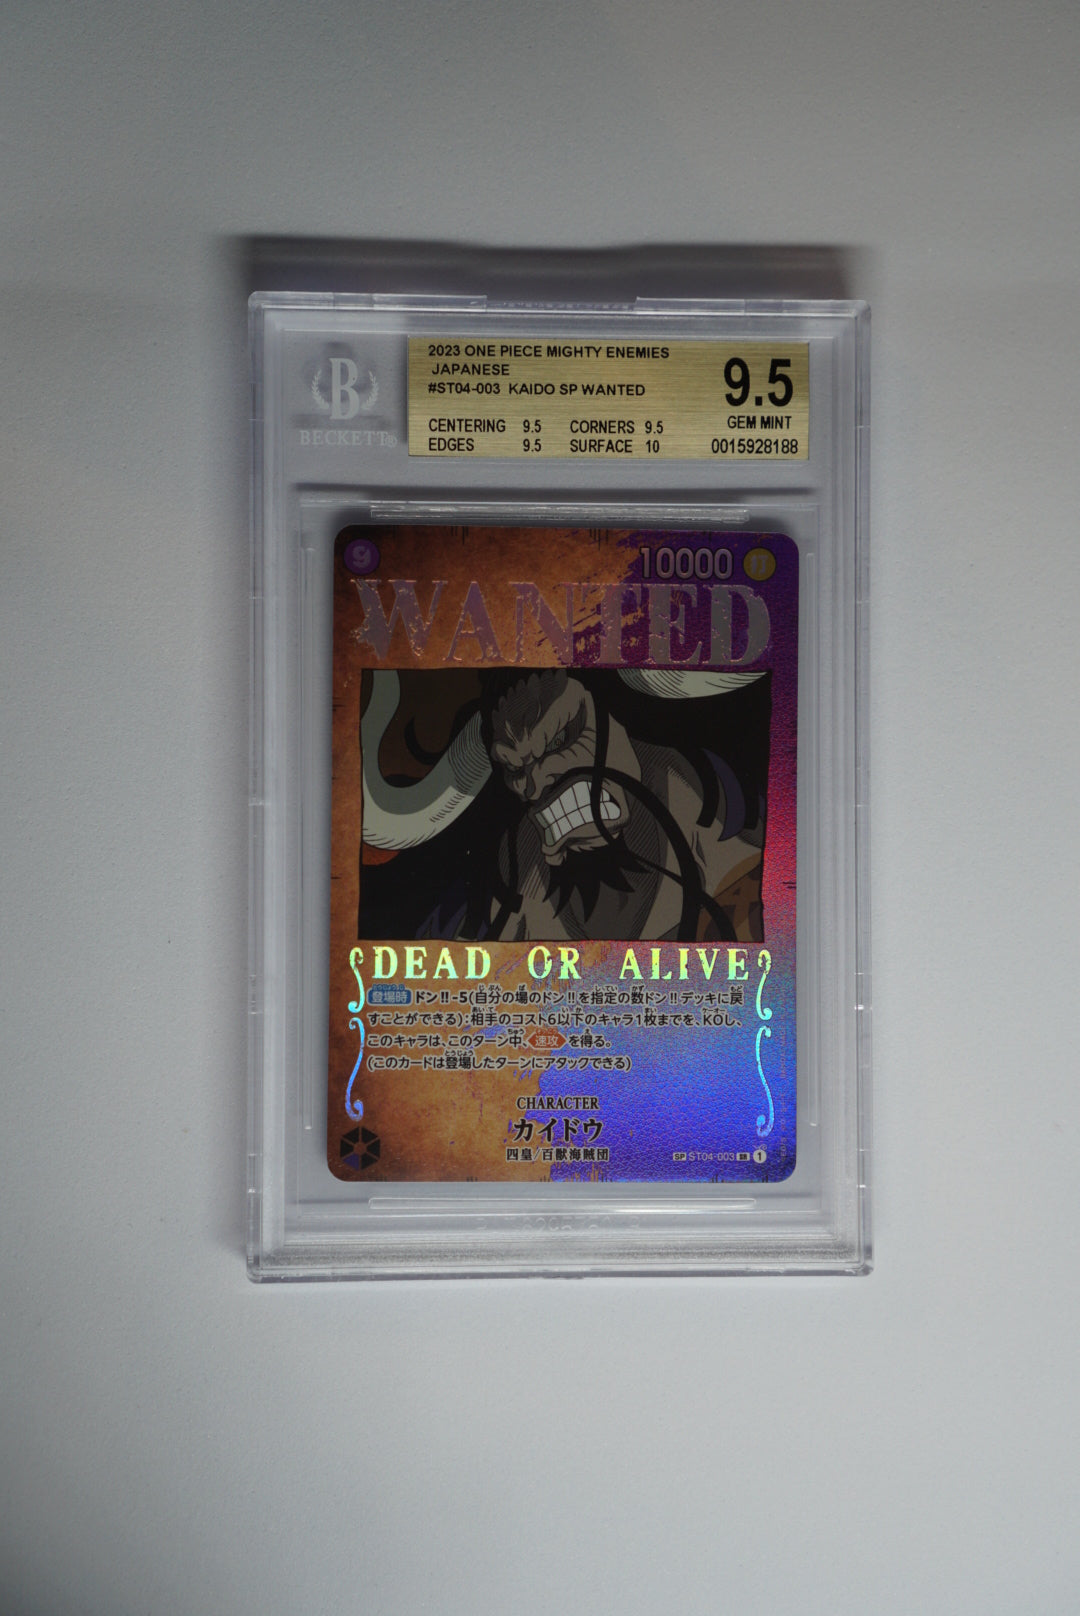 2023 ONE PIECE MIGHTY ENEMIES
JAPANESE
#ST04-003 KAIDO SP WANTED
9.5
GEM MINT
CENTERING 9.5 CORNERS 9.5
EDGES 9.5 SURFACE 10
0015928188
B
BECKETT®
9
10000
打
WANTED
DEAD OR ALIVE
登場時 ドン!!-5(自分の場のドン!!を指定の数ドン!!デッキに戻
すことができる):相手のコスト6以下のキャラ1枚までを、KOし、
このキャラは、このターン中、速攻を得る。
(このカードは登場したターンにアタックできる)
CHARACTER
カイドウ
四皇/百獣海賊団
SP ST04-003 SR 1